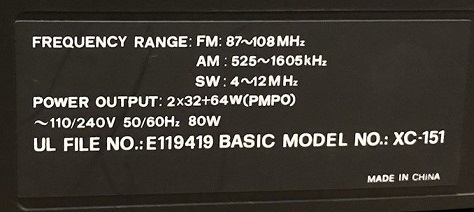 FREQUENCY RANGE: FM: 87~108MHz
AM : 525~1605kHz
SW : 4~12MHz
POWER OUTPUT: 2x32+64W(PMPO)
~110/240V 50/60Hz 80W
UL FILE NO.:E119419 BASIC MODEL NO.: XC-151
MADE IN CHINA